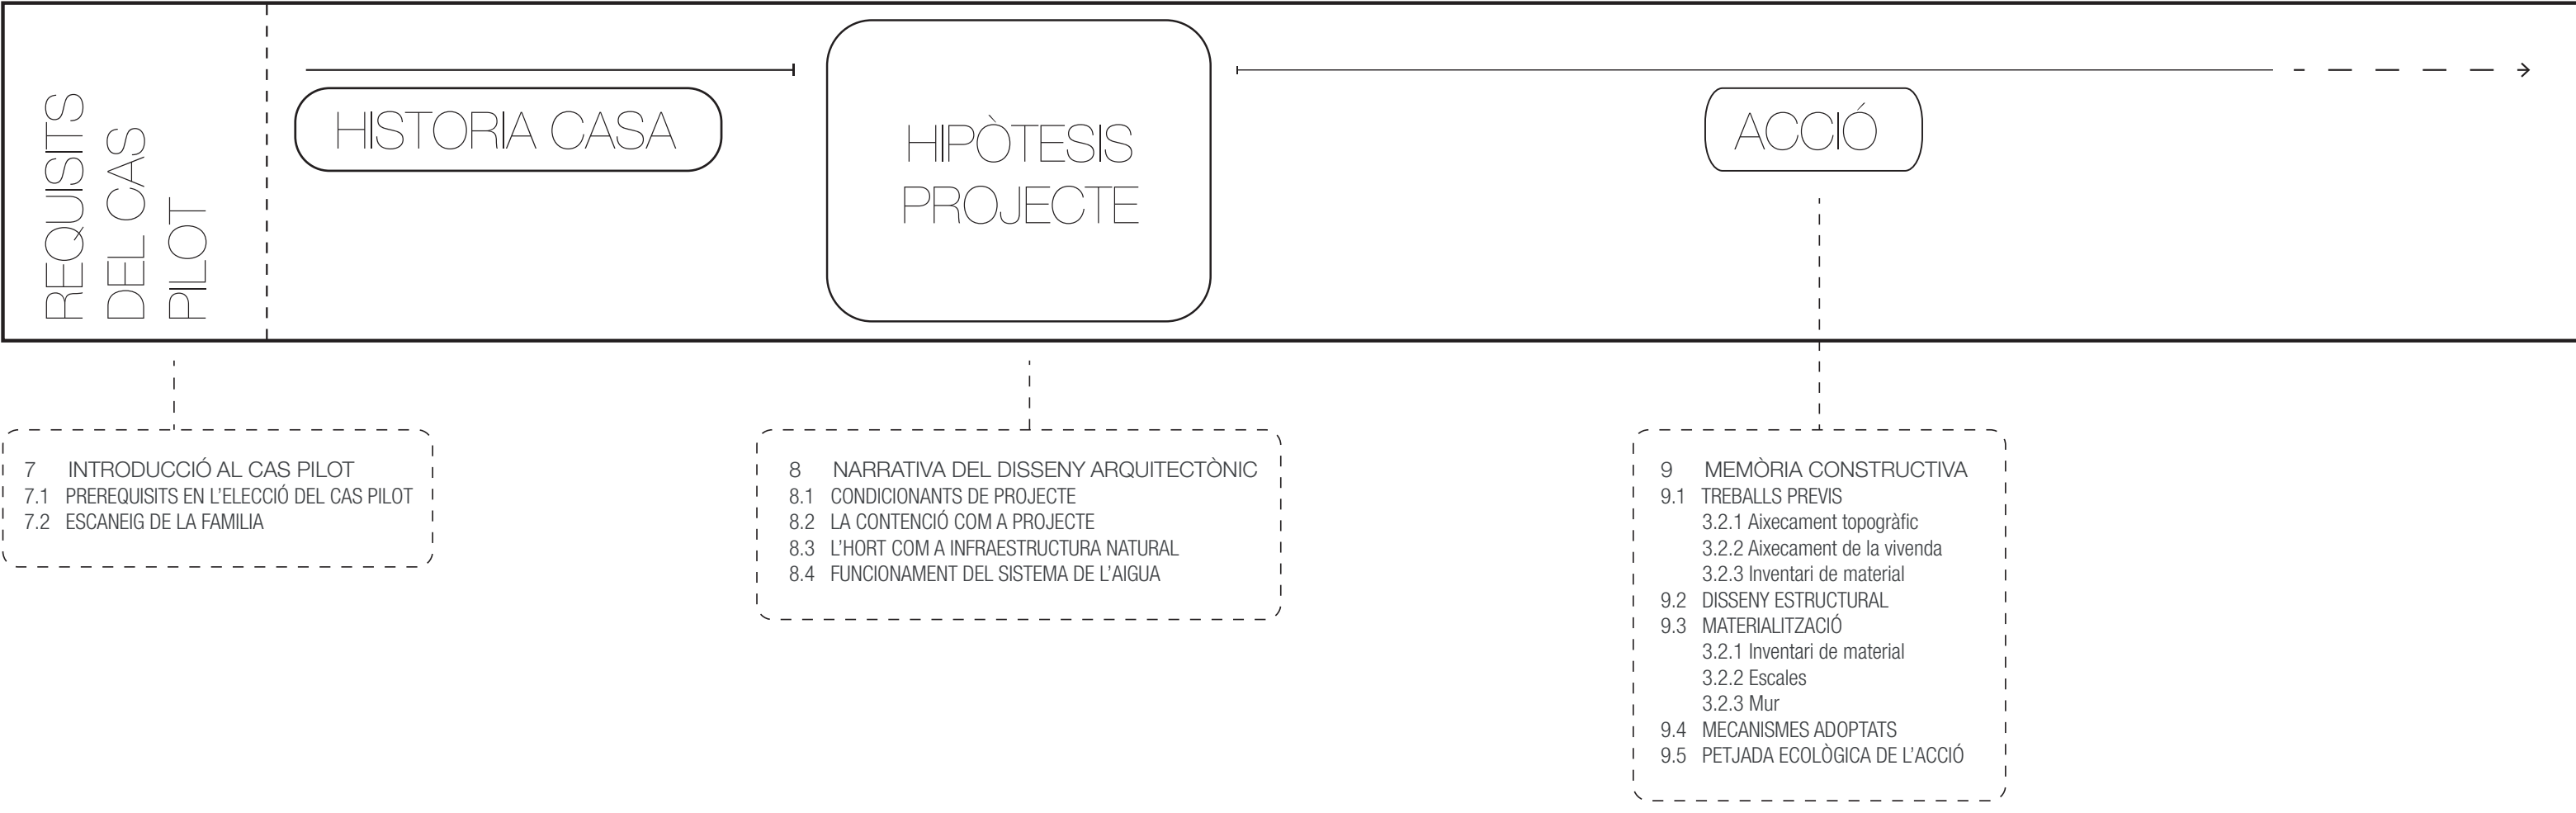 REQUISITS
DEL CAS
PILOT
HISTORIA CASA
HIPÒTESIS
PROJECTE
ACCIÓ
7 INTRODUCCIÓ AL CAS PILOT
7.1 PREREQUISITS EN L'ELECCIÓ DEL CAS PILOT
7.2 ESCANEIG DE LA FAMILIA
8 NARRATIVA DEL DISSENY ARQUITECTÒNIC
8.1 CONDICIONANTS DE PROJECTE
8.2 LA CONTENCIÓ COM A PROJECTE
8.3 L'HORT COM A INFRAESTRUCTURA NATURAL
8.4 FUNCIONAMENT DEL SISTEMA DE L'AIGUA
9 MEMÒRIA CONSTRUCTIVA
9.1 TREBALLS PREVIS
3.2.1 Aixecament topogràfic
3.2.2 Aixecament de la vivenda
3.2.3 Inventari de material
9.2 DISSENY ESTRUCTURAL
9.3 MATERIALITZACIÓ
3.2.1 Inventari de material
3.2.2 Escales
3.2.3 Mur
9.4 MECANISMES ADOPTATS
9.5 PETJADA ECOLÒGICA DE L'ACCIÓ